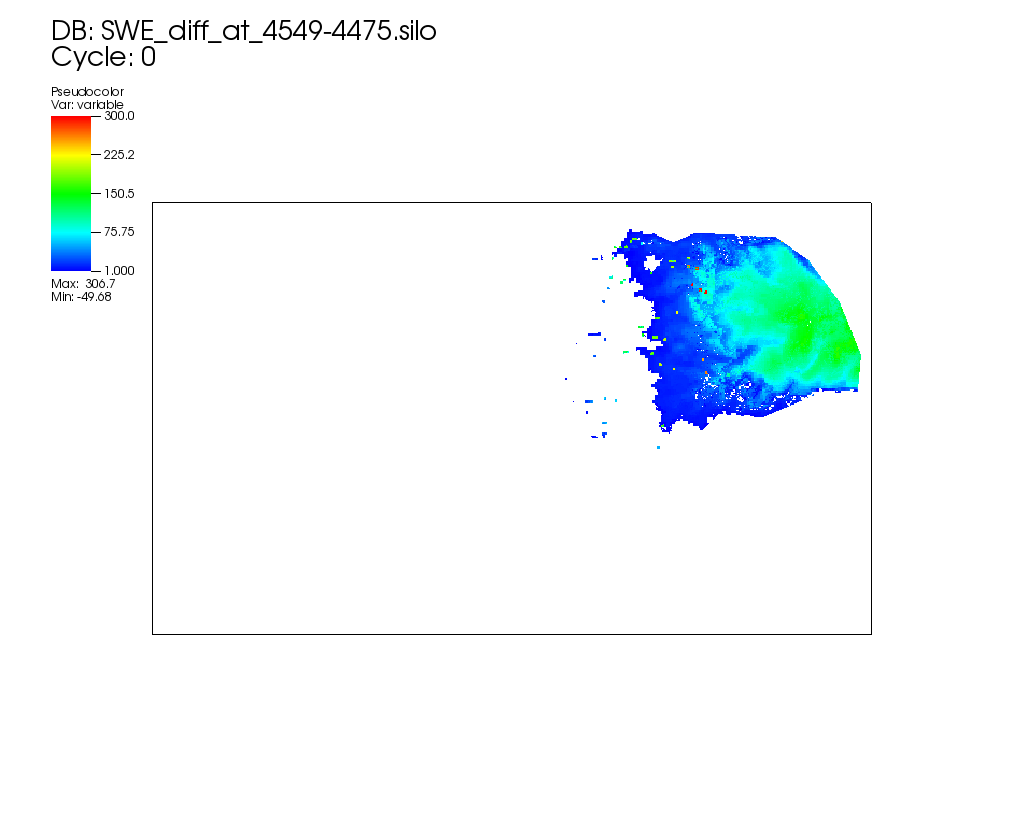 DB: SWE_diff_at_4549-4475.silo
Cycle: 0
Pseudocolor
Var: variable
300.0
225.2
150.5
75.75
1.000
Max: 306.7
Min: -49.68